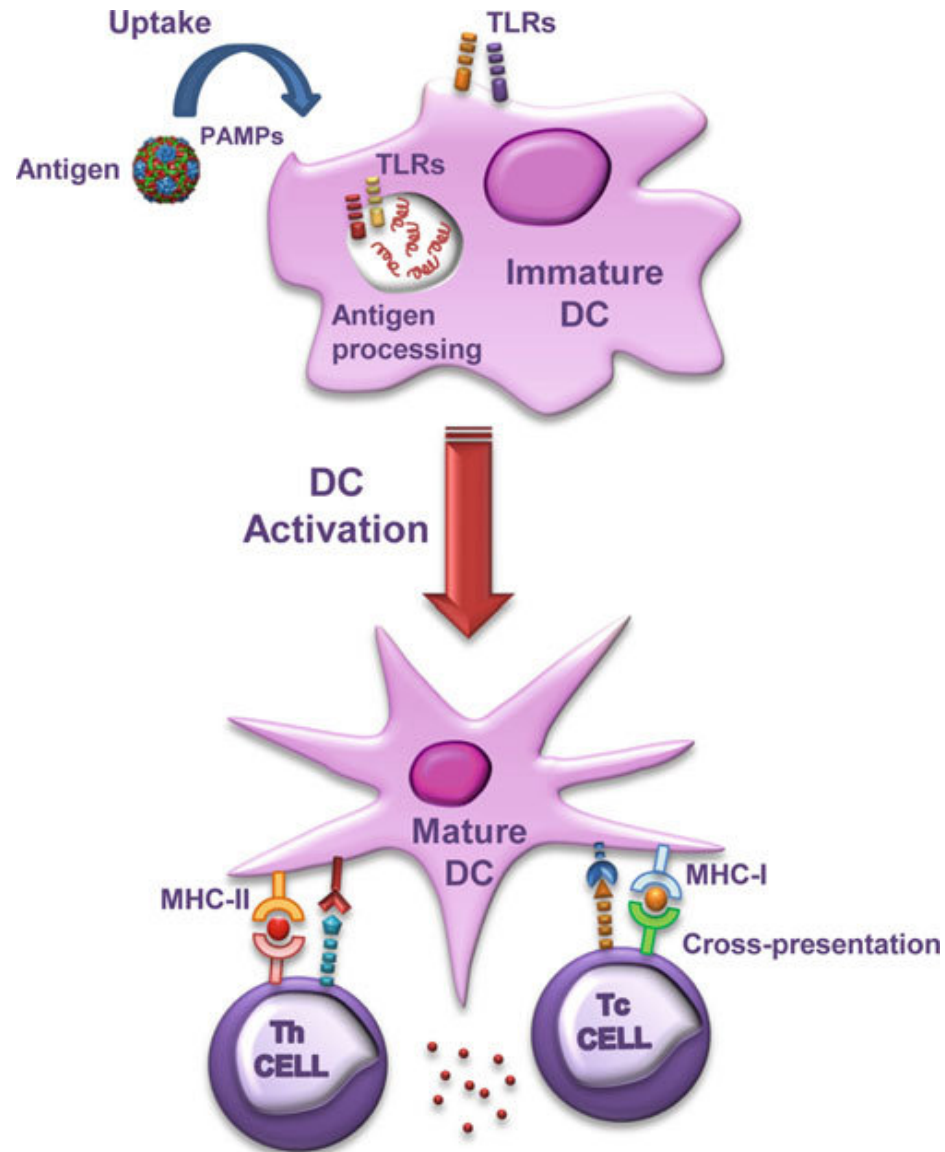 Uptake
TLRs
PAMPs
Antigen
TLRs
Immature
DC
Antigen
processing
DC
Activation
Mature
DC
MHC-II
MHC-I
Cross-presentation
Th
CELL
Tc
CELL